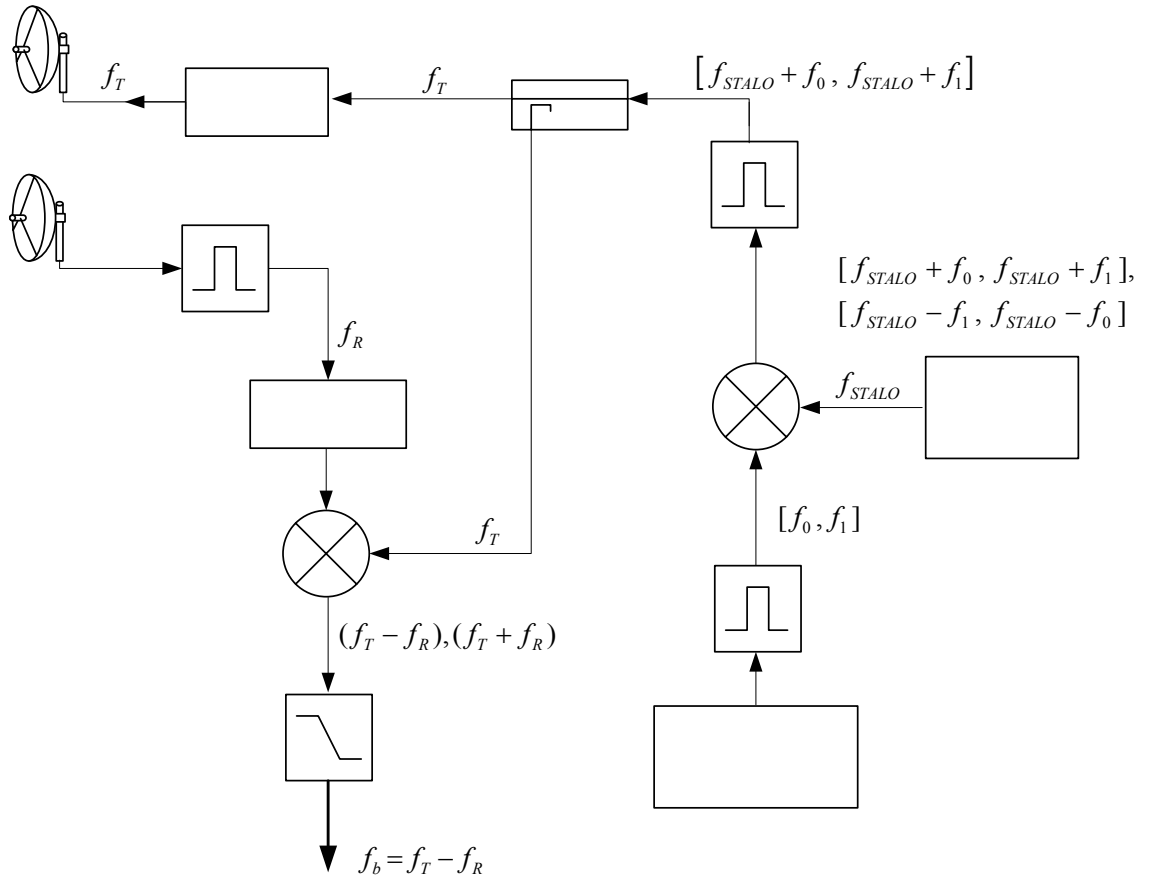 [f_STALO + f_0 , f_STALO + f_1]
f_T
f_T
[f_STALO + f_0 , f_STALO + f_1],
[f_STALO − f_1 , f_STALO − f_0]
f_R
f_STALO
[f_0 , f_1]
f_T
(f_T − f_R),(f_T + f_R)
f_b = f_T − f_R